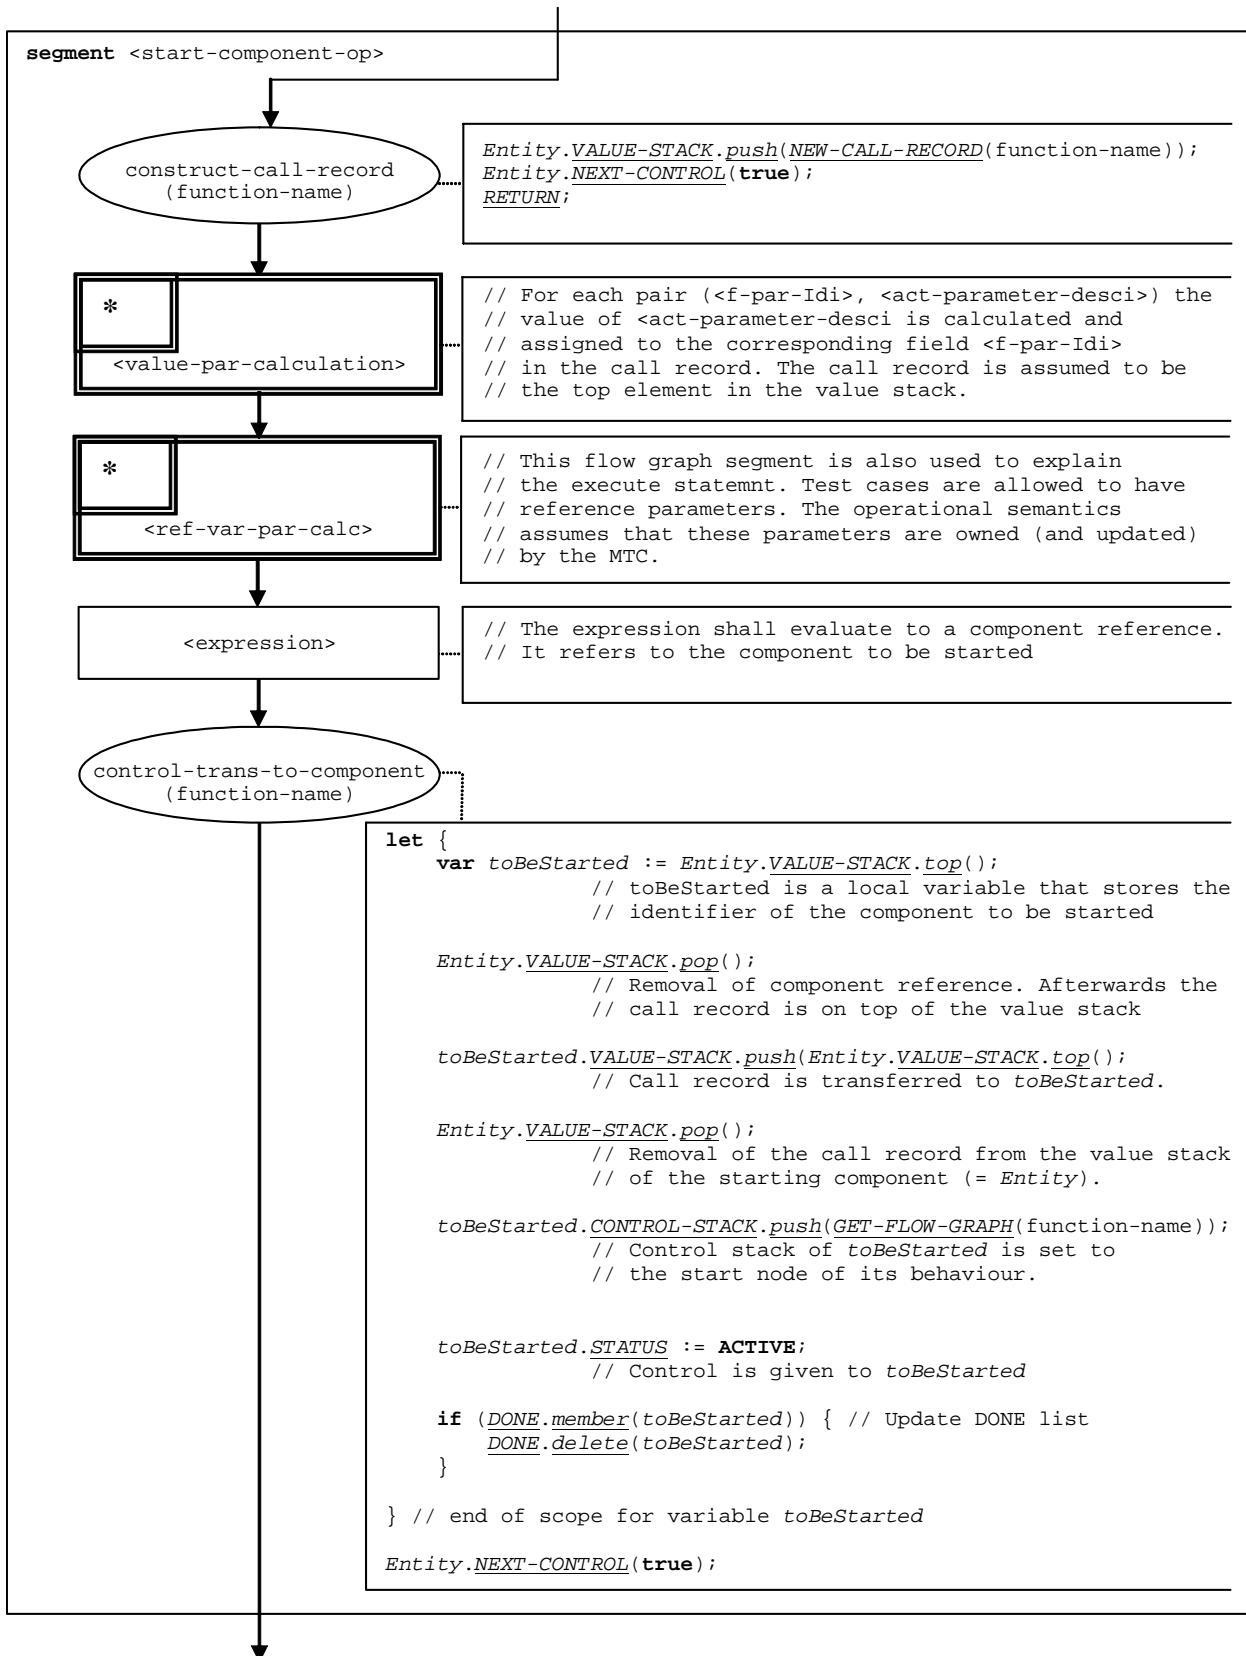 segment <start-component-op>
construct-call-record
(function-name)
Entity.VALUE-STACK.push(NEW-CALL-RECORD(function-name));
Entity.NEXT-CONTROL(true);
RETURN;
*
<value-par-calculation>
// For each pair (<f-par-Idi>, <act-parameter-desci>) the
// value of <act-parameter-desci is calculated and
// assigned to the corresponding field <f-par-Idi>
// in the call record. The call record is assumed to be
// the top element in the value stack.
*
<ref-var-par-calc>
// This flow graph segment is also used to explain
// the execute statemnt. Test cases are allowed to have
// reference parameters. The operational semantics
// assumes that these parameters are owned (and updated)
// by the MTC.
<expression>
// The expression shall evaluate to a component reference.
// It refers to the component to be started
control-trans-to-component
(function-name)
let {
var toBeStarted := Entity.VALUE-STACK.top();
// toBeStarted is a local variable that stores the
// identifier of the component to be started
Entity.VALUE-STACK.pop();
// Removal of component reference. Afterwards the
// call record is on top of the value stack
toBeStarted.VALUE-STACK.push(Entity.VALUE-STACK.top();
// Call record is transferred to toBeStarted.
Entity.VALUE-STACK.pop();
// Removal of the call record from the value stack
// of the starting component (= Entity).
toBeStarted.CONTROL-STACK.push(GET-FLOW-GRAPH(function-name));
// Control stack of toBeStarted is set to
// the start node of its behaviour.
toBeStarted.STATUS := ACTIVE;
// Control is given to toBeStarted
if (DONE.member(toBeStarted)) { // Update DONE list
DONE.delete(toBeStarted);
}
} // end of scope for variable toBeStarted
Entity.NEXT-CONTROL(true);